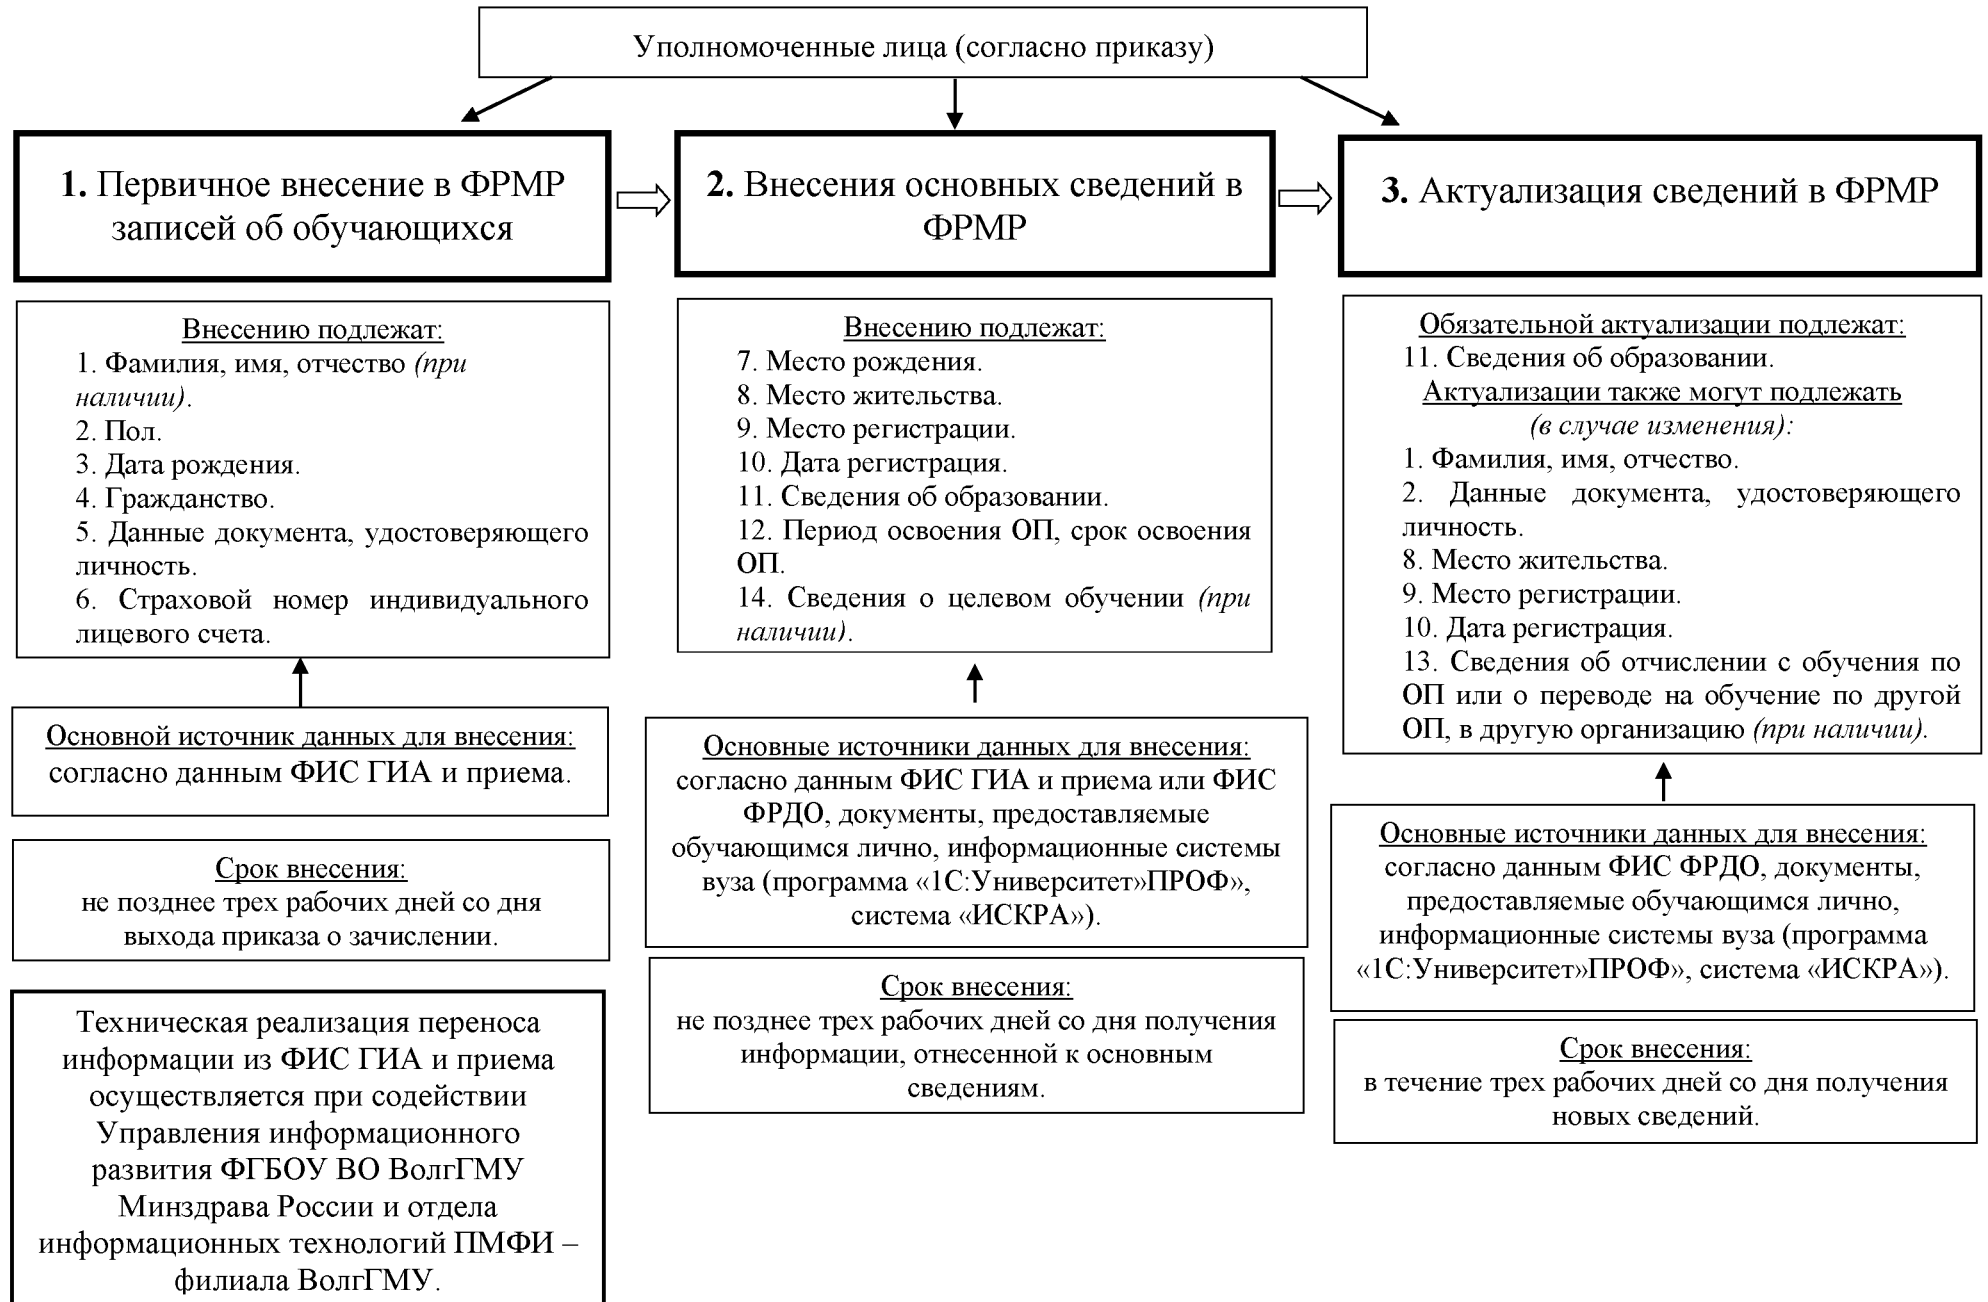 Уполномоченные лица (согласно приказу)
1. Первичное внесение в ФРМР
записей об обучающихся
2. Внесения основных сведений в
ФРМР
3. Актуализация сведений в ФРМР
Внесению подлежат:
1. Фамилия, имя, отчество (при
наличии).
2. Пол.
3. Дата рождения.
4. Гражданство.
5. Данные документа, удостоверяющего
личность.
6. Страховой номер индивидуального
лицевого счета.
Основной источник данных для внесения:
согласно данным ФИС ГИА и приема.
Срок внесения:
не позднее трех рабочих дней со дня
выхода приказа о зачислении.
Техническая реализация переноса
информации из ФИС ГИА и приема
осуществляется при содействии
Управления информационного
развития ФГБОУ ВО ВолгГМУ
Минздрава России и отдела
информационных технологий ПМФИ –
филиала ВолгГМУ.
Внесению подлежат:
7. Место рождения.
8. Место жительства.
9. Место регистрации.
10. Дата регистрация.
11. Сведения об образовании.
12. Период освоения ОП, срок освоения
ОП.
14. Сведения о целевом обучении (при
наличии).
Основные источники данных для внесения:
согласно данным ФИС ГИА и приема или ФИС
ФРДО, документы, предоставляемые
обучающимся лично, информационные системы
вуза (программа «1С:Университет»ПРОФ»,
система «ИСКРА»).
Срок внесения:
не позднее трех рабочих дней со дня получения
информации, отнесенной к основным
сведениям.
Обязательной актуализации подлежат:
11. Сведения об образовании.
Актуализации также могут подлежать
(в случае изменения):
1. Фамилия, имя, отчество.
2. Данные документа, удостоверяющего
личность.
8. Место жительства.
9. Место регистрации.
10. Дата регистрация.
13. Сведения об отчислении с обучения по
ОП или о переводе на обучение по другой
ОП, в другую организацию (при наличии).
Основные источники данных для внесения:
согласно данным ФИС ФРДО, документы,
предоставляемые обучающимся лично,
информационные системы вуза (программа
«1С:Университет»ПРОФ», система «ИСКРА»).
Срок внесения:
в течение трех рабочих дней со дня получения
новых сведений.